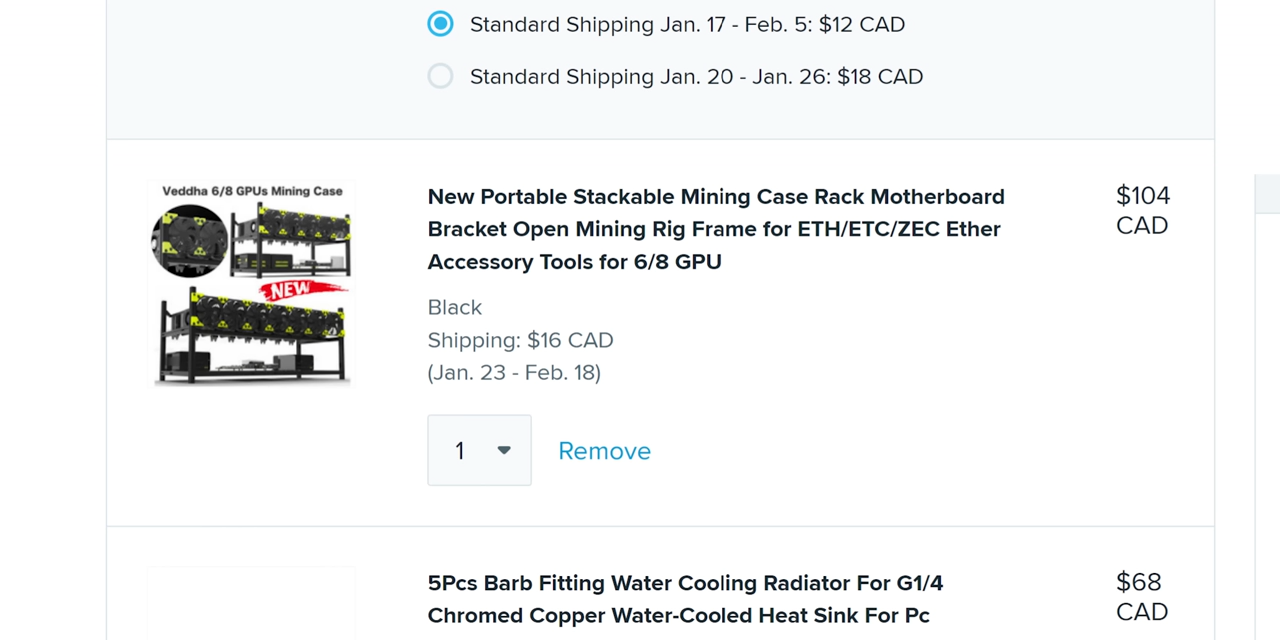 Standard Shipping Jan. 17 - Feb. 5: $12 CAD
Standard Shipping Jan. 20 - Jan. 26: $18 CAD
Veddha 6/8 GPUs Mining Case
NEW
New Portable Stackable Mining Case Rack Motherboard
Bracket Open Mining Rig Frame for ETH/ETC/ZEC Ether
Accessory Tools for 6/8 GPU
$104
CAD
Black
Shipping: $16 CAD
(Jan. 23 - Feb. 18)
1
Remove
5Pcs Barb Fitting Water Cooling Radiator For G1/4
Chromed Copper Water-Cooled Heat Sink For Pc
$68
CAD